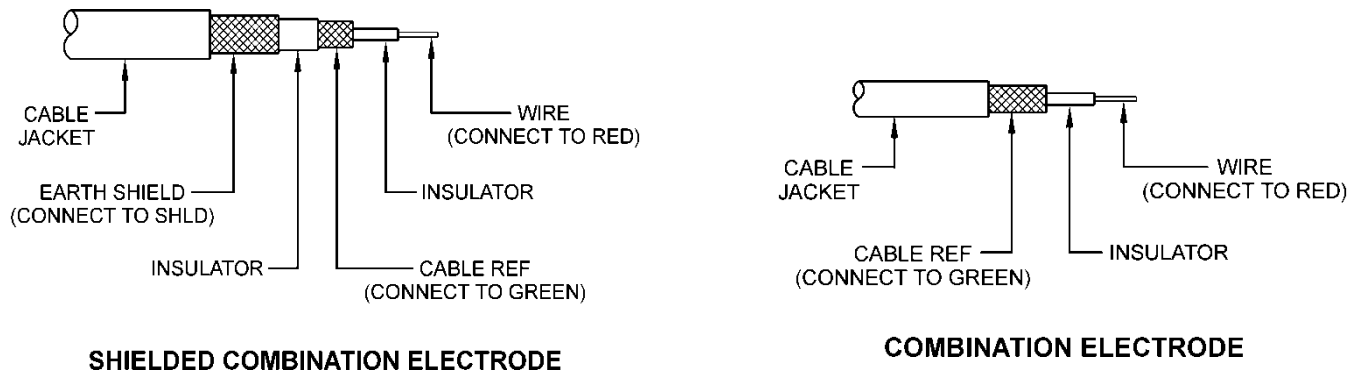 CABLE
JACKET
WIRE
(CONNECT TO RED)
EARTH SHIELD
(CONNECT TO SHLD)
INSULATOR
INSULATOR
CABLE REF
(CONNECT TO GREEN)
SHIELDED COMBINATION ELECTRODE
CABLE
JACKET
WIRE
(CONNECT TO RED)
CABLE REF
(CONNECT TO GREEN)
INSULATOR
COMBINATION ELECTRODE